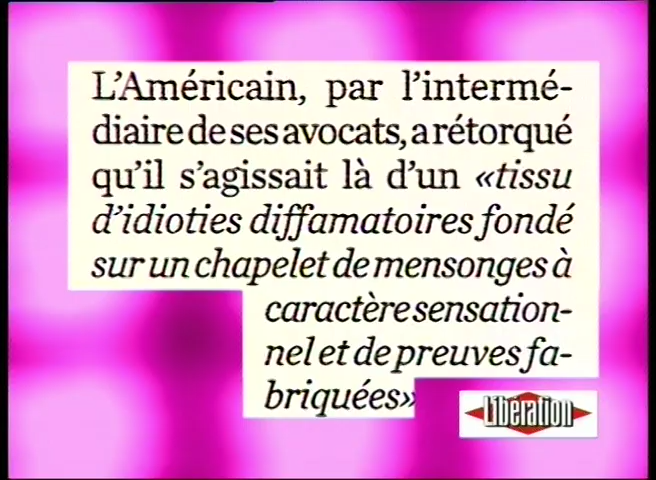 L'Américain, par l'intermé-
diaire de ses avocats, a rétorqué
qu'il s'agissait là d'un «tissu
d'idioties diffamatoires fondé
sur un chapelet de mensonges à
caractère sensation-
nel et de preuves fa-
briquées»
Libération